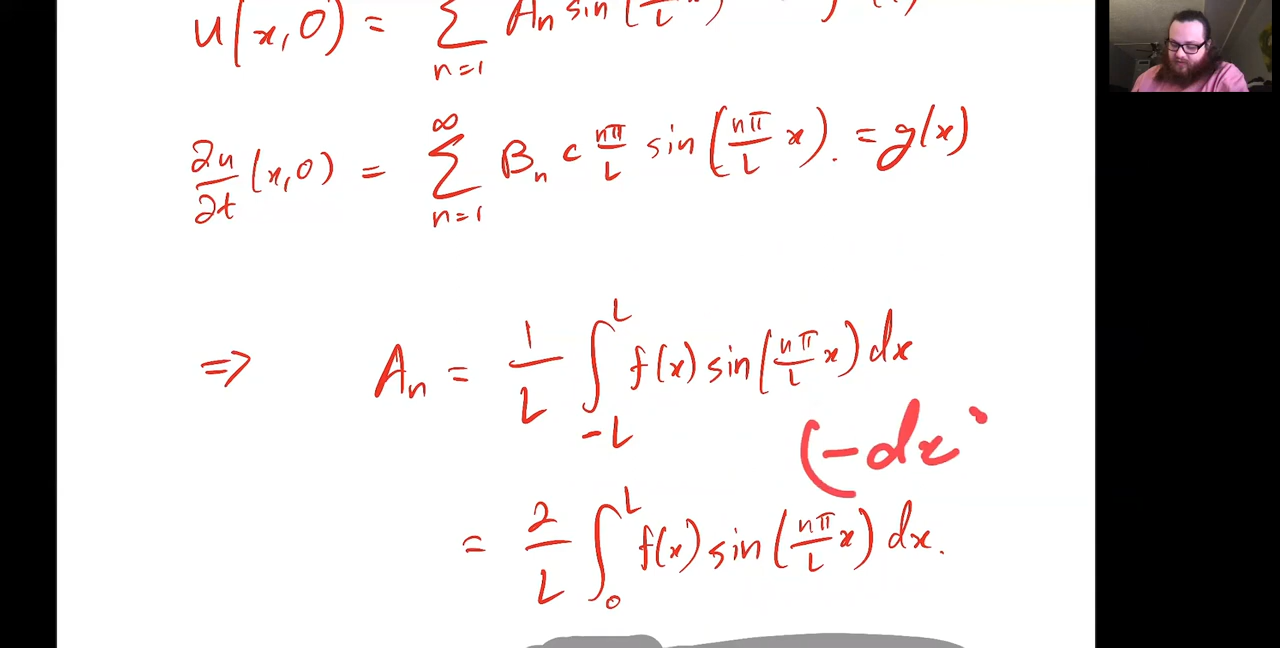 u(x,0) = ∑_{n=1} A_n sin(
∂u/∂t (x,0) = ∑_{n=1}^{∞} B_n c nπ/L sin(nπ/L x). = g(x)
⇒ A_n = 1/L ∫_{-L}^{L} f(x) sin(nπ/L x) dx
(-dx
= 2/L ∫_0^L f(x) sin(nπ/L x) dx.